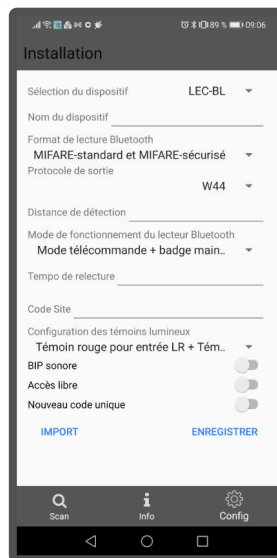 89 % 09:06
Installation
Sélection du dispositif LEC-BL
Nom du dispositif
Format de lecture Bluetooth
MIFARE-standard et MIFARE-sécurisé
Protocole de sortie
W44
Distance de détection
Mode de fonctionnement du lecteur Bluetooth
Mode télécommande + badge main..
Tempo de relecture
Code Site
Configuration des témoins lumineux
Témoin rouge pour entrée LR + Tém..
BIP sonore
Accès libre
Nouveau code unique
IMPORT ENREGISTRER
Scan Info Config